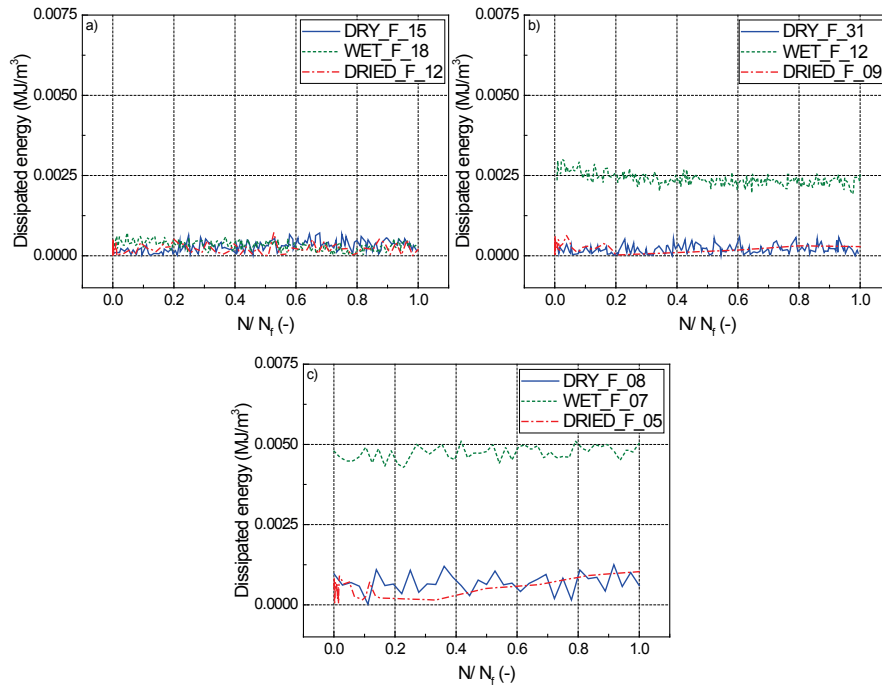 a)
DRY_F_15
WET_F_18
DRIED_F_12
0.0075
0.0050
0.0025
0.0000
Dissipated energy (MJ/m³)
0.0 0.2 0.4 0.6 0.8 1.0
N/ Nf (-)
b)
DRY_F_31
WET_F_12
DRIED_F_09
0.0075
0.0050
0.0025
0.0000
Dissipated energy (MJ/m³)
0.0 0.2 0.4 0.6 0.8 1.0
N/ Nf (-)
c)
DRY_F_08
WET_F_07
DRIED_F_05
0.0075
0.0050
0.0025
0.0000
Dissipated energy (MJ/m³)
0.0 0.2 0.4 0.6 0.8 1.0
N/ Nf (-)